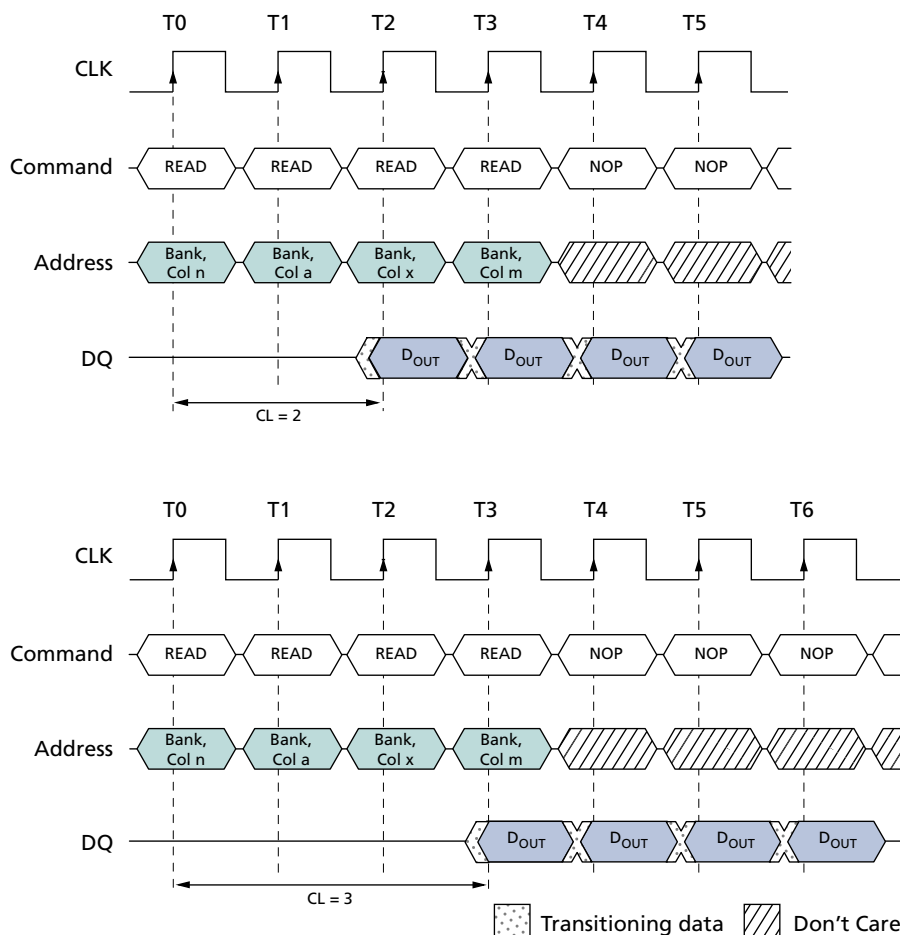 T0 T1 T2 T3 T4 T5
CLK
Command READ READ READ READ NOP NOP
Address Bank, Col n Bank, Col a Bank, Col x Bank, Col m
DQ DOUT DOUT DOUT DOUT
CL = 2
T0 T1 T2 T3 T4 T5 T6
CLK
Command READ READ READ READ NOP NOP NOP
Address Bank, Col n Bank, Col a Bank, Col x Bank, Col m
DQ DOUT DOUT DOUT DOUT
CL = 3
Transitioning data Don't Care